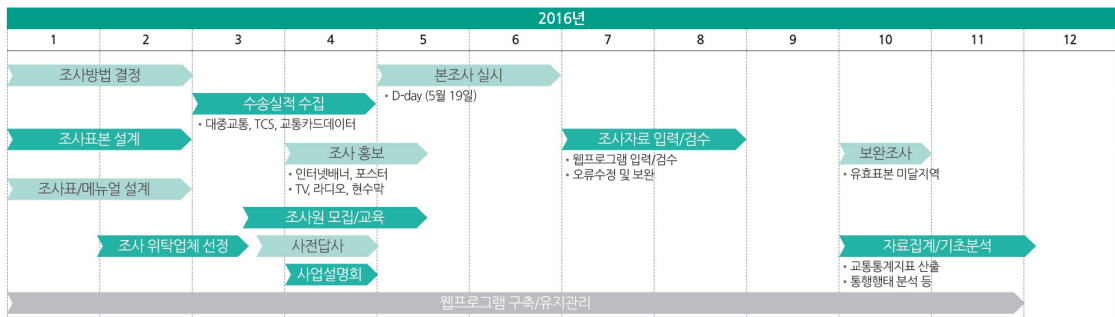 2016년
1 2 3 4 5 6 7 8 9 10 11 12
조사방법 결정
본조사 실시
• D-day (5월 19일)
수송실적 수집
• 대중교통, TCS, 교통카드데이터
조사표본 설계
조사자료 입력/검수
• 웹프로그램 입력/검수
• 오류수정 및 보완
조사 홍보
• 인터넷배너, 포스터
• TV, 라디오, 현수막
보완조사
• 유효표본 미달지역
조사표/메뉴얼 설계
조사원 모집/교육
조사 위탁업체 선정
사전답사
자료집계/기초분석
• 교통통계지표 산출
• 통행행태 분석 등
사업설명회
웹프로그램 구축/유지관리